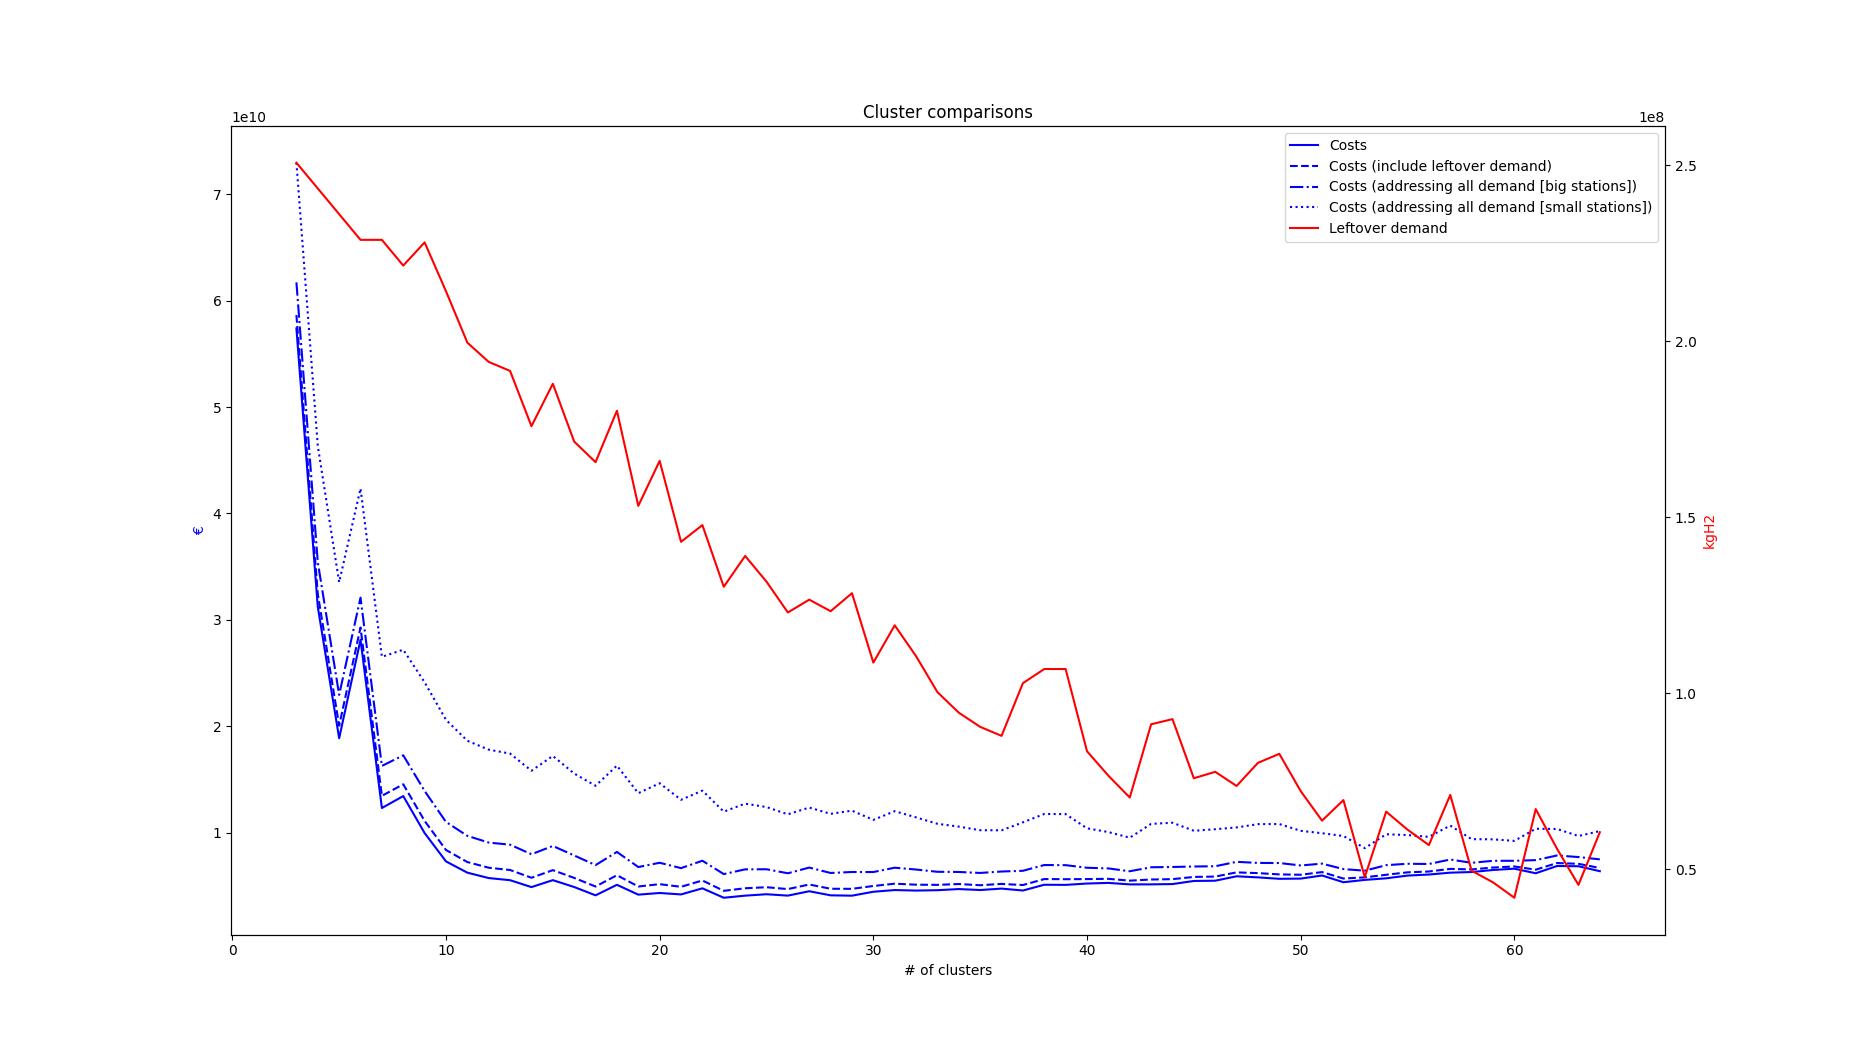 Cluster comparisons
1e10
1e8
Costs
Costs (include leftover demand)
Costs (addressing all demand [big stations])
Costs (addressing all demand [small stations])
Leftover demand
7
6
5
4
3
2
1
€
2.5
2.0
1.5
1.0
0.5
kgH2
0 10 20 30 40 50 60
# of clusters